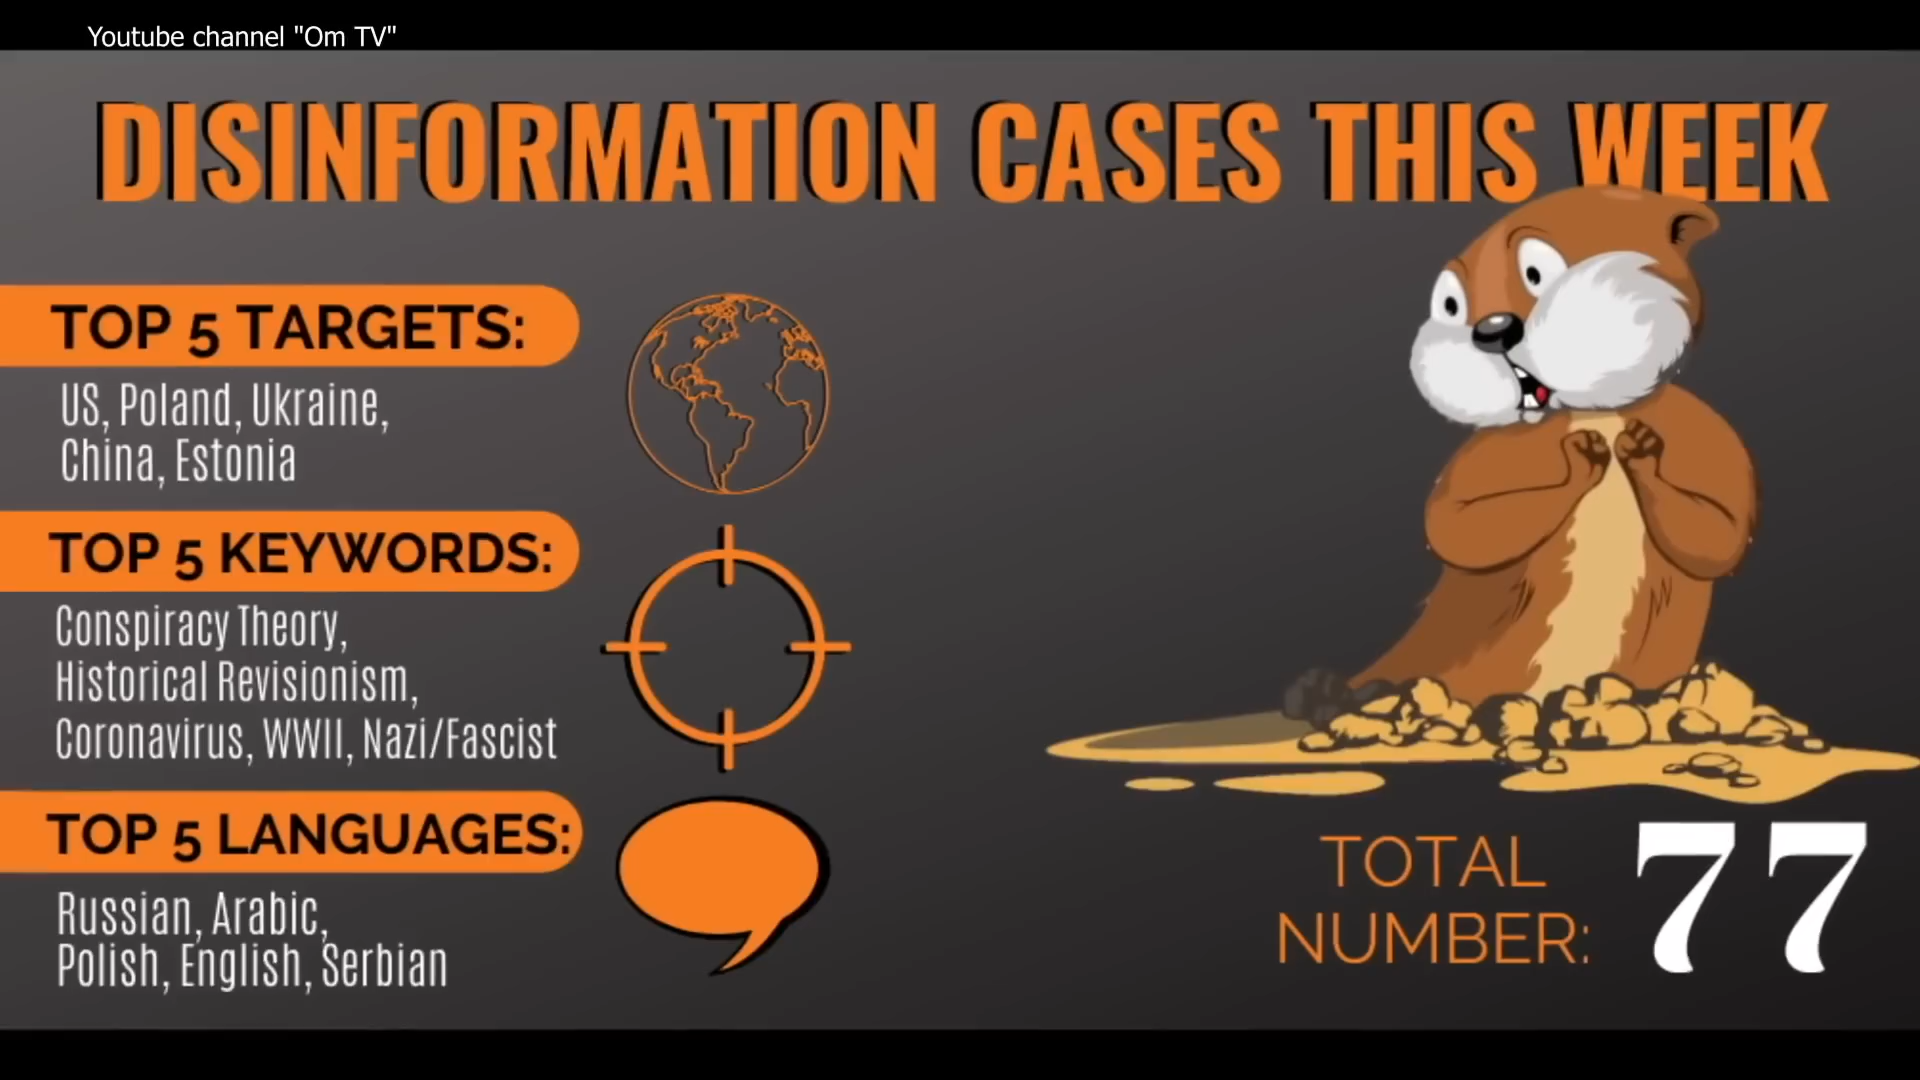 Youtube channel "Om TV"
DISINFORMATION CASES THIS WEEK
TOP 5 TARGETS:
US, Poland, Ukraine,
China, Estonia
TOP 5 KEYWORDS:
Conspiracy Theory,
Historical Revisionism,
Coronavirus, WWII, Nazi/Fascist
TOP 5 LANGUAGES:
Russian, Arabic,
Polish, English, Serbian
TOTAL
NUMBER:
77